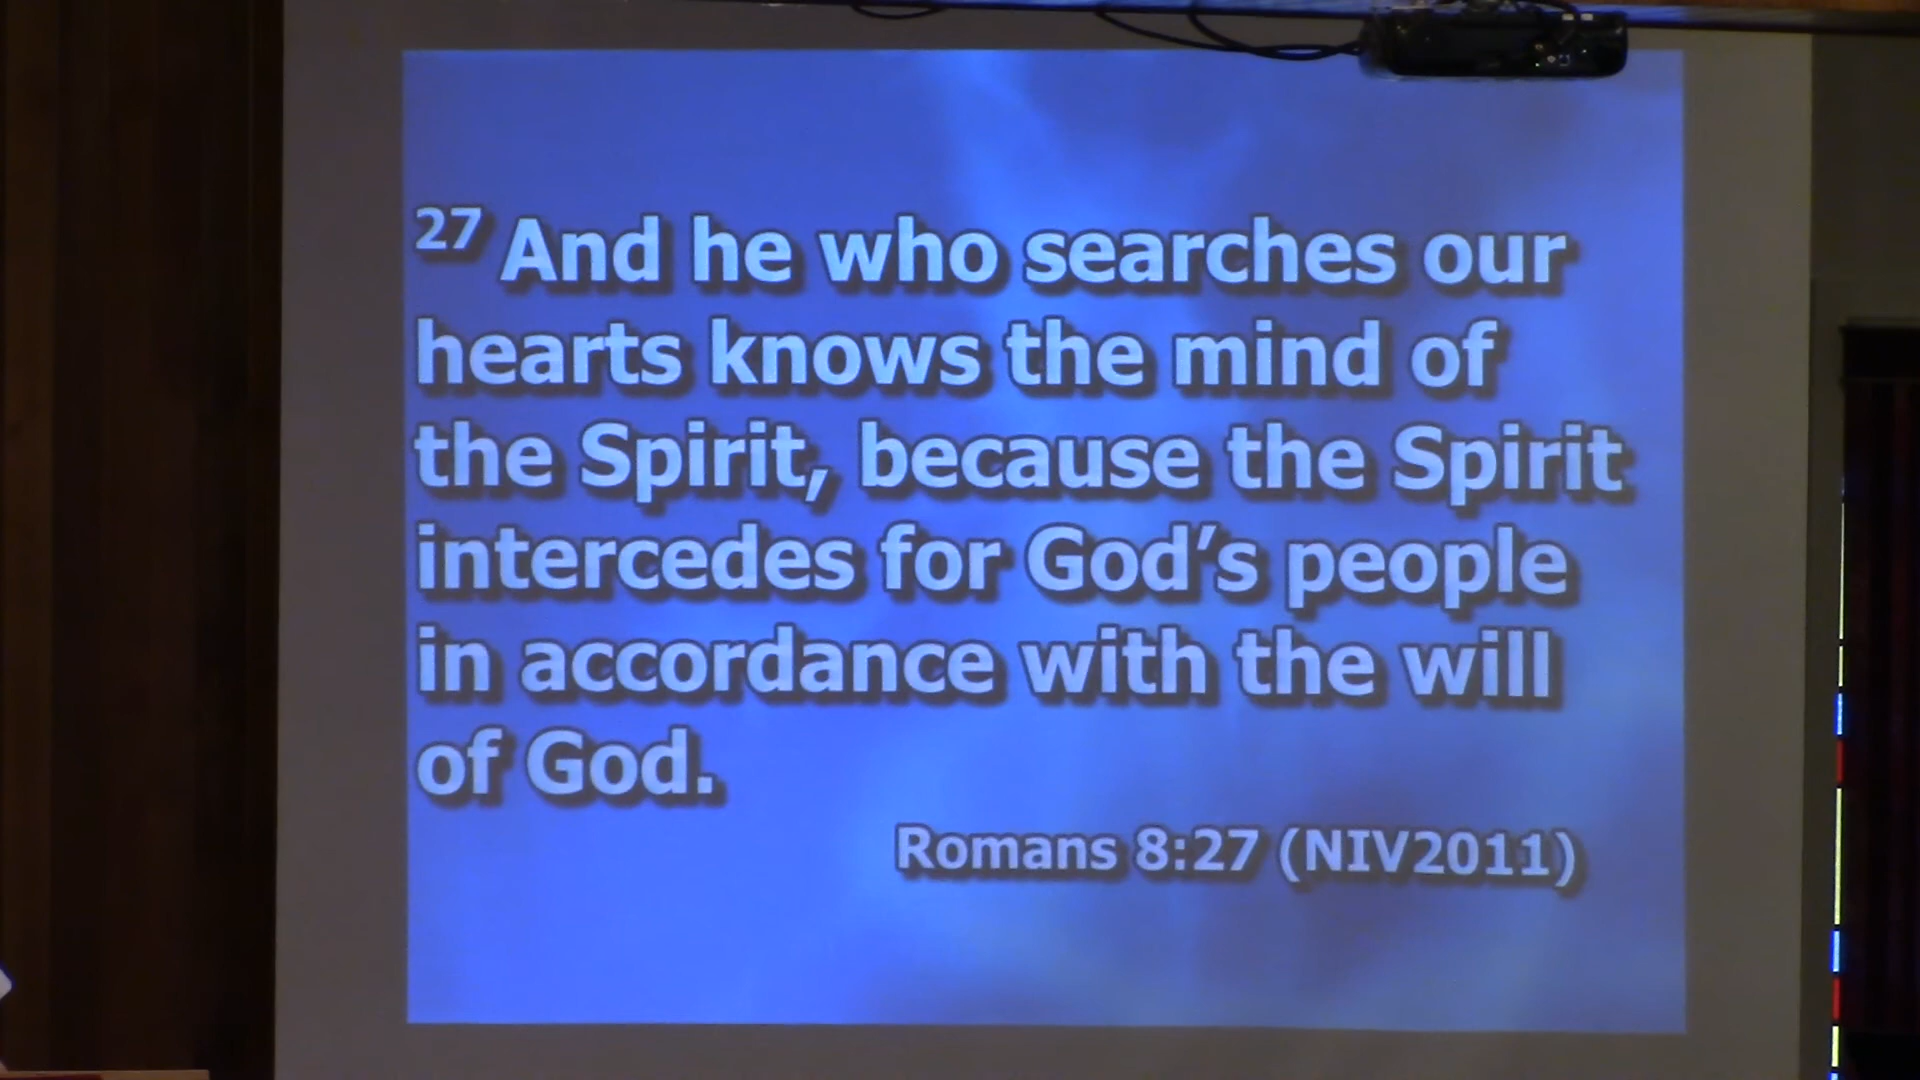 27 And he who searches our
hearts knows the mind of
the Spirit, because the Spirit
intercedes for God’s people
in accordance with the will
of God.
Romans 8:27 (NIV2011)